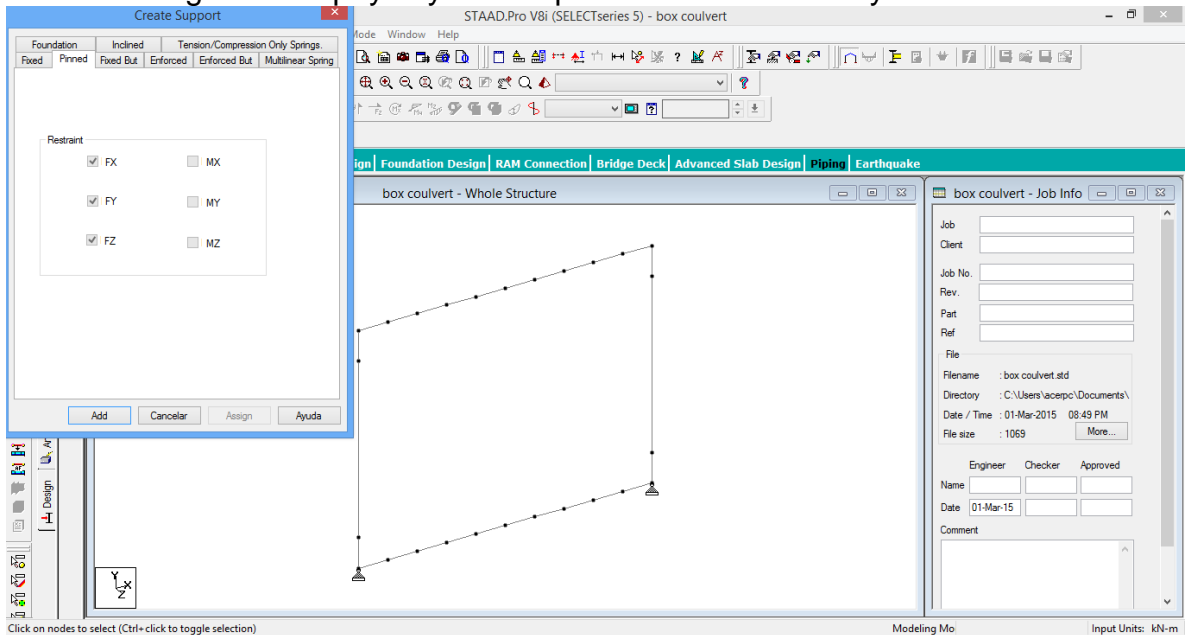 Create Support
STAAD.Pro V8i (SELECTseries 5) - box coulvert
Mode Window Help
Foundation Inclined Tension/Compression Only Springs.
Fixed Pinned Fixed But Enforced Enforced But Multilinear Spring
Restraint
FX MX
FY MY
FZ MZ
Add Cancelar Assign Ayuda
Foundation Design RAM Connection Bridge Deck Advanced Slab Design Piping Earthquake
box coulvert - Whole Structure
box coulvert - Job Info
Job
Client
Job No.
Rev.
Part
Ref
File
Filename : box coulvert.std
Directory : C:\Users\acerpc\Documents\
Date / Time : 01-Mar-2015 08:49 PM
File size : 1069 More...
Engineer Checker Approved
Name
Date 01-Mar-15
Comment
Design
Y
X
Z
Click on nodes to select (Ctrl+click to toggle selection)
Modeling Mo
Input Units: kN-m